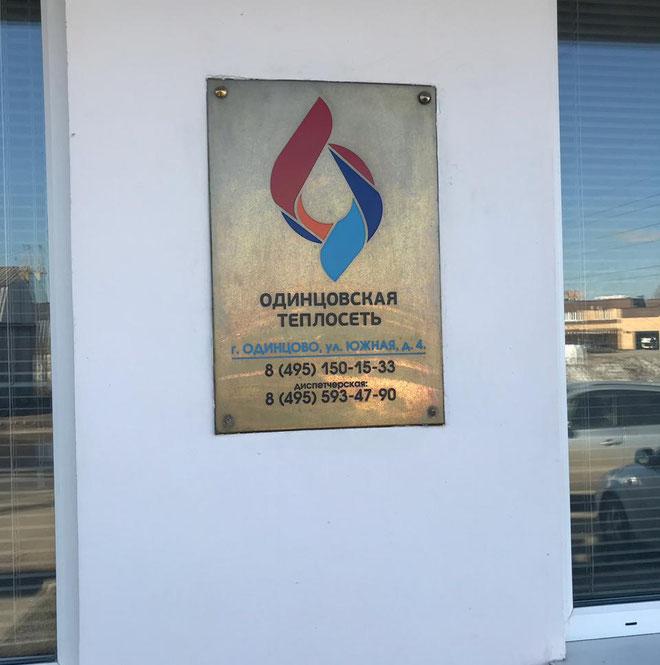 ОДИНЦОВСКАЯ
ТЕПЛОСЕТЬ
г. ОДИНЦОВО, ул. ЮЖНАЯ, д. 4.
8 (495) 150-15-33
диспетчерская:
8 (495) 593-47-90